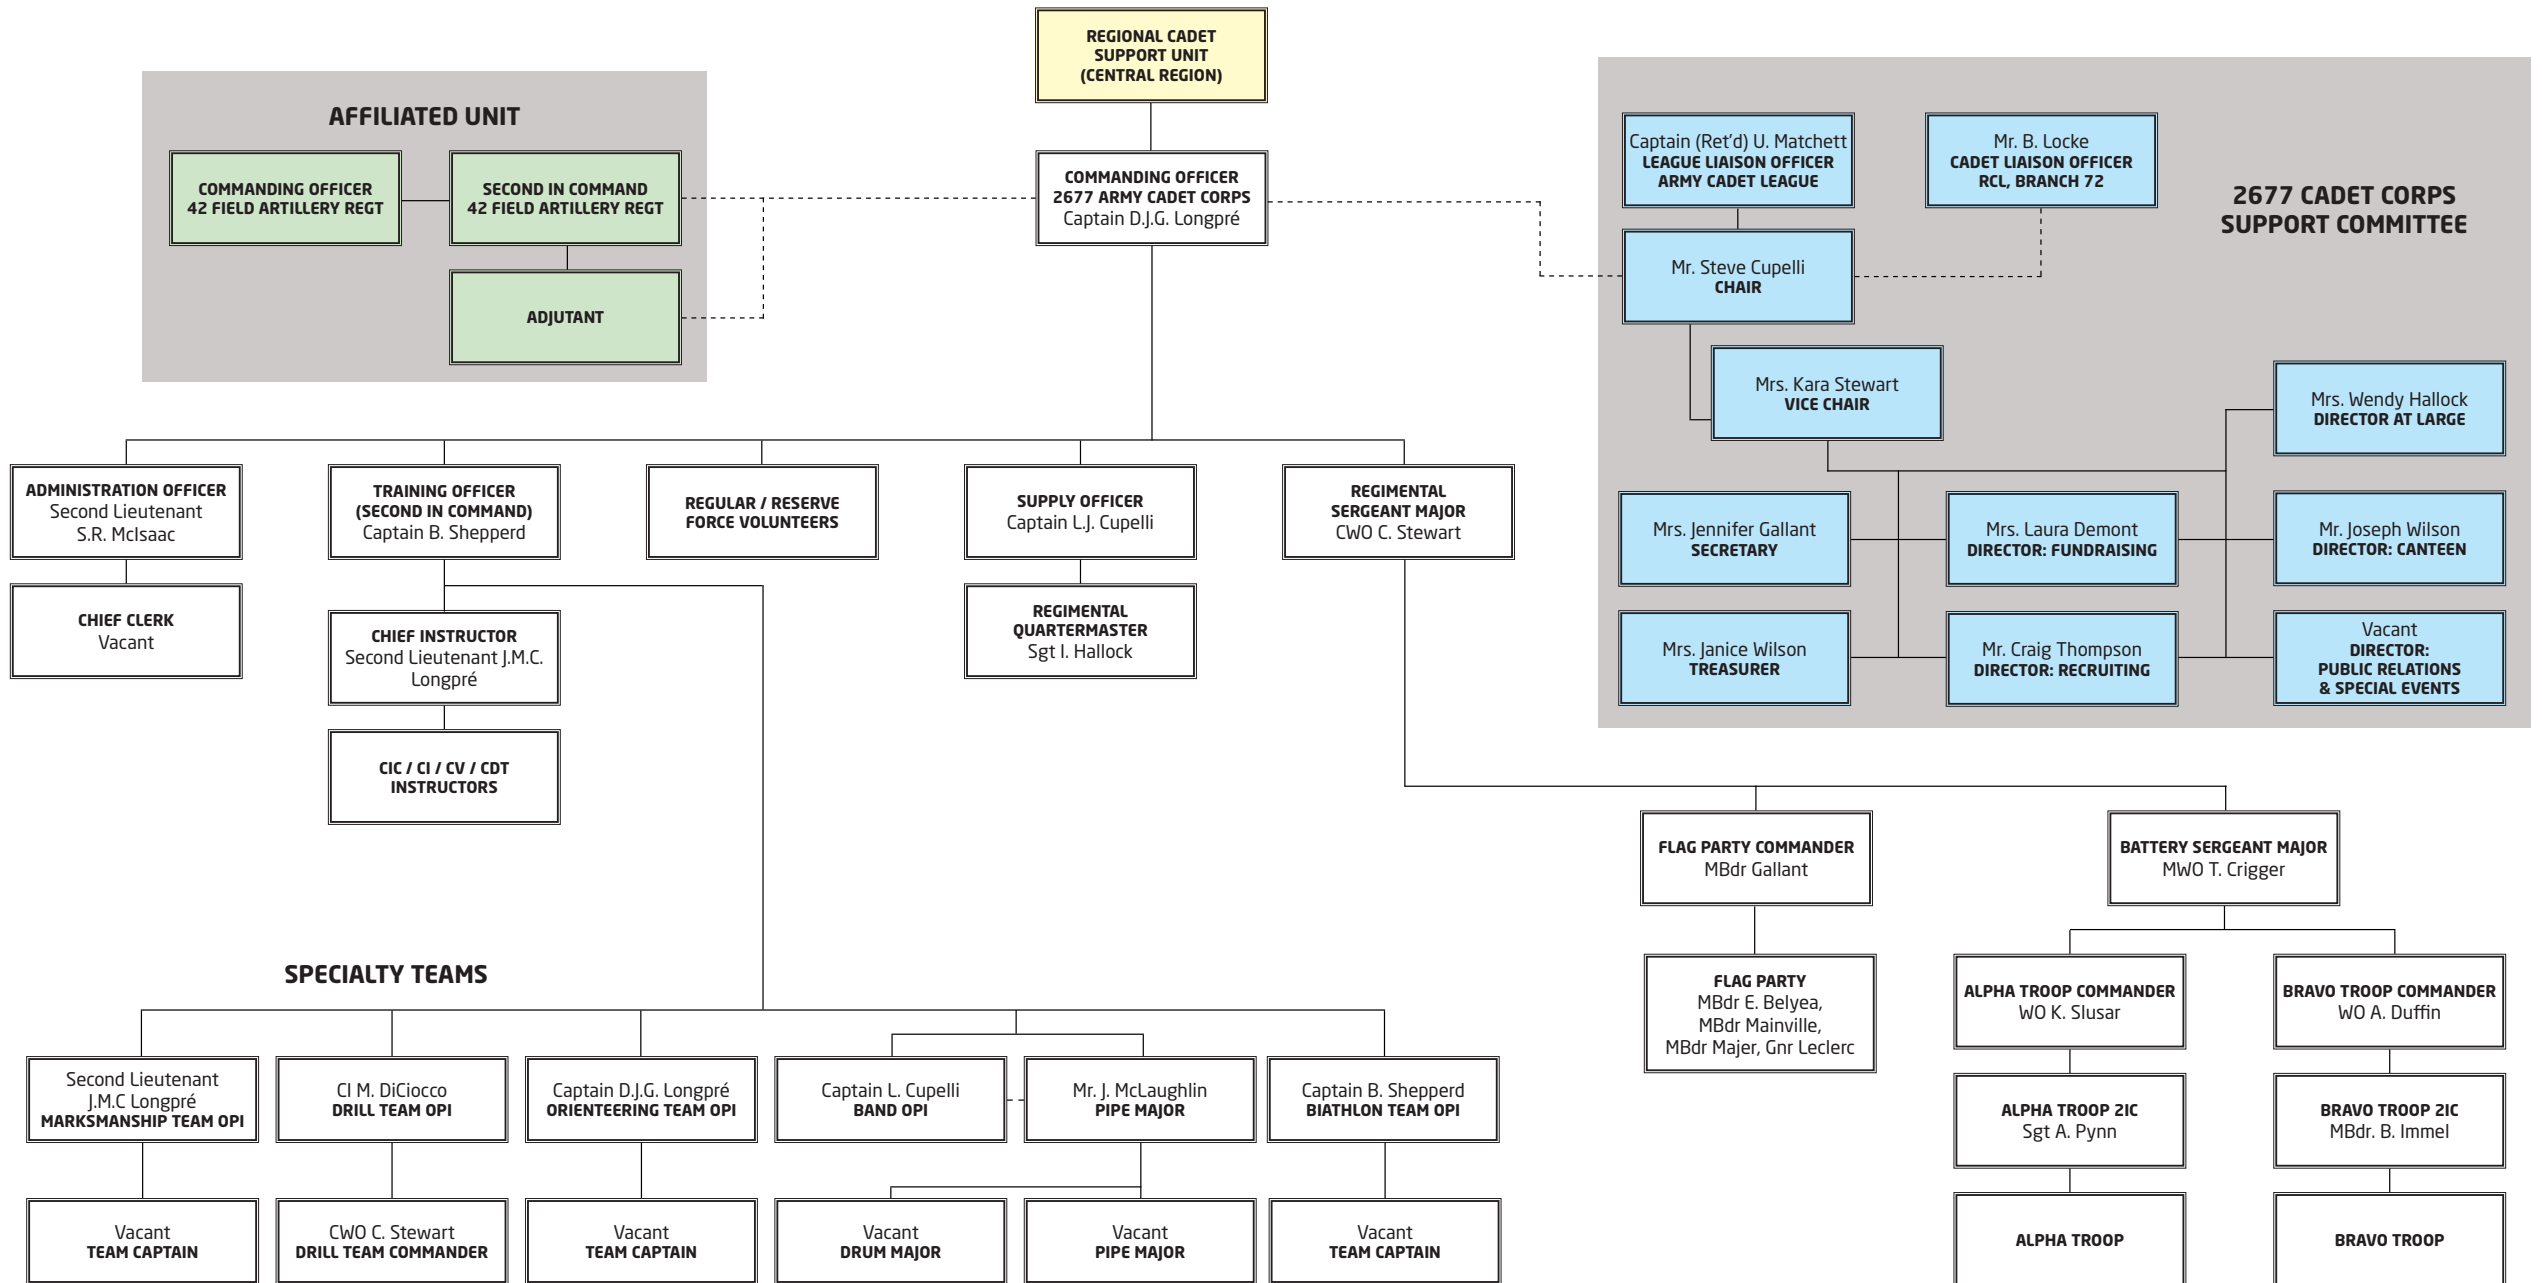 REGIONAL CADET
SUPPORT UNIT
(CENTRAL REGION)
AFFILIATED UNIT
COMMANDING OFFICER
42 FIELD ARTILLERY REGT
SECOND IN COMMAND
42 FIELD ARTILLERY REGT
ADJUTANT
COMMANDING OFFICER
2677 ARMY CADET CORPS
Captain D.J.G. Longpré
2677 CADET CORPS
SUPPORT COMMITTEE
Captain (Ret'd) U. Matchett
LEAGUE LIAISON OFFICER
ARMY CADET LEAGUE
Mr. B. Locke
CADET LIAISON OFFICER
RCL, BRANCH 72
Mr. Steve Cupelli
CHAIR
Mrs. Kara Stewart
VICE CHAIR
Mrs. Wendy Hallock
DIRECTOR AT LARGE
Mrs. Jennifer Gallant
SECRETARY
Mrs. Laura Demont
DIRECTOR: FUNDRAISING
Mr. Joseph Wilson
DIRECTOR: CANTEEN
Mrs. Janice Wilson
TREASURER
Mr. Craig Thompson
DIRECTOR: RECRUITING
Vacant
DIRECTOR:
PUBLIC RELATIONS
& SPECIAL EVENTS
ADMINISTRATION OFFICER
Second Lieutenant
S.R. McIsaac
TRAINING OFFICER
(SECOND IN COMMAND)
Captain B. Shepperd
REGULAR / RESERVE
FORCE VOLUNTEERS
SUPPLY OFFICER
Captain L.J. Cupelli
REGIMENTAL
SERGEANT MAJOR
CWO C. Stewart
CHIEF CLERK
Vacant
CHIEF INSTRUCTOR
Second Lieutenant J.M.C.
Longpré
REGIMENTAL
QUARTERMASTER
Sgt I. Hallock
CIC / CI / CV / CDT
INSTRUCTORS
FLAG PARTY COMMANDER
MBdr Gallant
BATTERY SERGEANT MAJOR
MWO T. Crigger
FLAG PARTY
MBdr E. Belyea,
MBdr Mainville,
MBdr Majer, Gnr Leclerc
ALPHA TROOP COMMANDER
WO K. Slusar
BRAVO TROOP COMMANDER
WO A. Duffin
ALPHA TROOP 2IC
Sgt A. Pynn
BRAVO TROOP 2IC
MBdr. B. Immel
ALPHA TROOP
BRAVO TROOP
SPECIALTY TEAMS
Second Lieutenant
J.M.C Longpré
MARKSMANSHIP TEAM OPI
CI M. DiCiocco
DRILL TEAM OPI
Captain D.J.G. Longpré
ORIENTEERING TEAM OPI
Captain L. Cupelli
BAND OPI
Mr. J. McLaughlin
PIPE MAJOR
Captain B. Shepperd
BIATHLON TEAM OPI
Vacant
TEAM CAPTAIN
CWO C. Stewart
DRILL TEAM COMMANDER
Vacant
TEAM CAPTAIN
Vacant
DRUM MAJOR
Vacant
PIPE MAJOR
Vacant
TEAM CAPTAIN